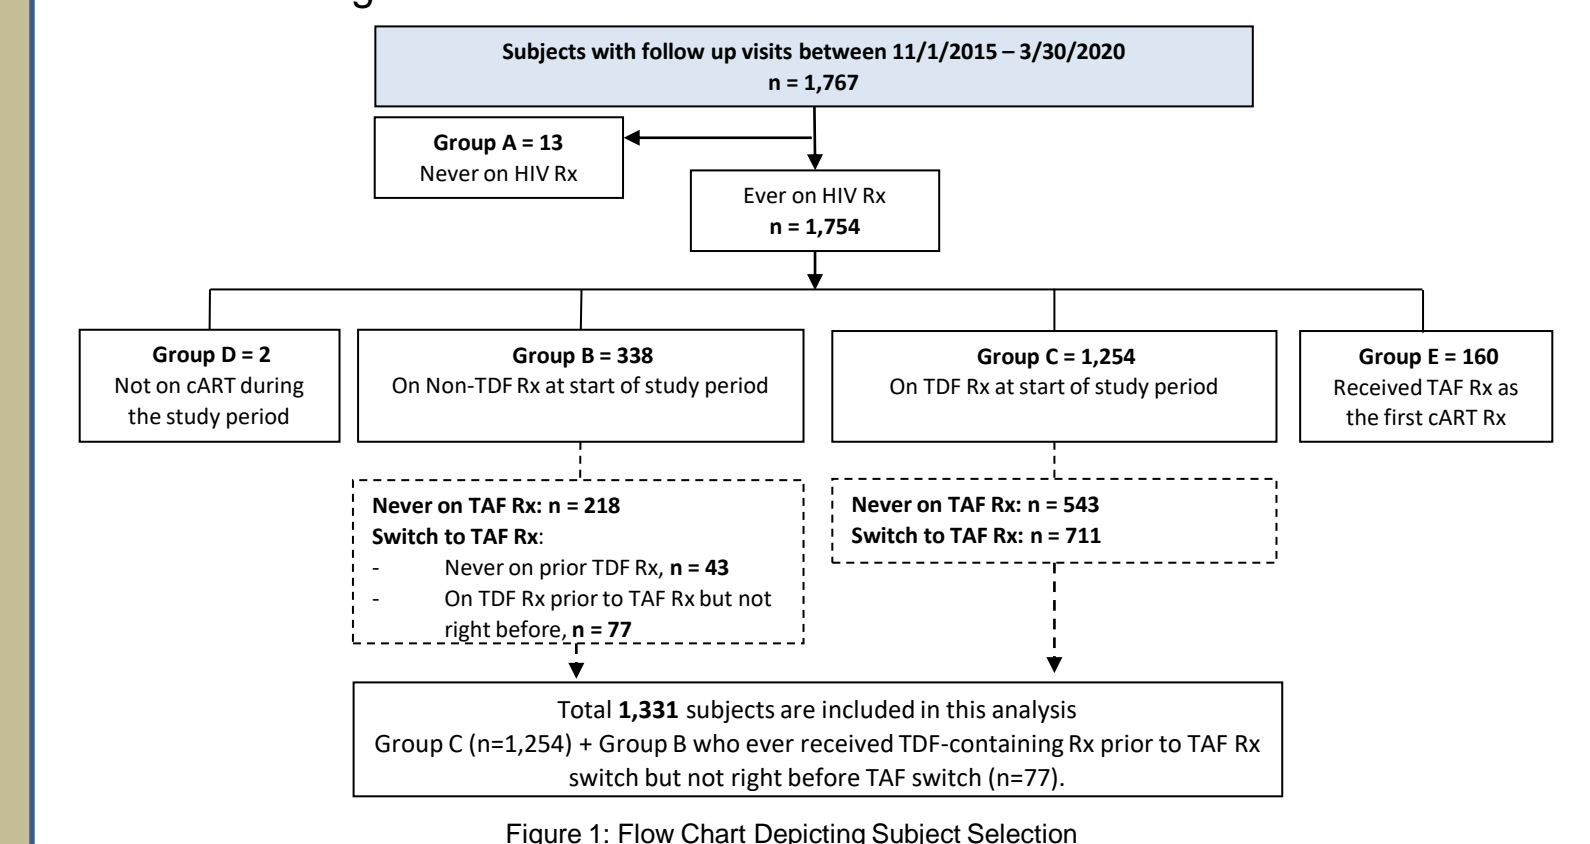 Subjects with follow up visits between 11/1/2015 – 3/30/2020
n = 1,767
Group A = 13
Never on HIV Rx
Ever on HIV Rx
n = 1,754
Group D = 2
Not on cART during
the study period
Group B = 338
On Non-TDF Rx at start of study period
Group C = 1,254
On TDF Rx at start of study period
Group E = 160
Received TAF Rx as
the first cART Rx
Never on TAF Rx: n = 218
Switch to TAF Rx:
- Never on prior TDF Rx, n = 43
- On TDF Rx prior to TAF Rx but not
right before, n = 77
Never on TAF Rx: n = 543
Switch to TAF Rx: n = 711
Total 1,331 subjects are included in this analysis
Group C (n=1,254) + Group B who ever received TDF-containing Rx prior to TAF Rx
switch but not right before TAF switch (n=77).
Figure 1: Flow Chart Depicting Subject Selection